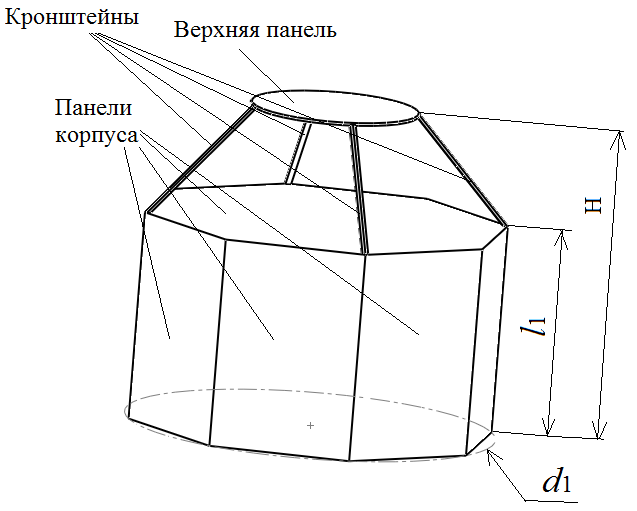 Кронштейны
Верхняя панель
Панели
корпуса
H
l1
d1